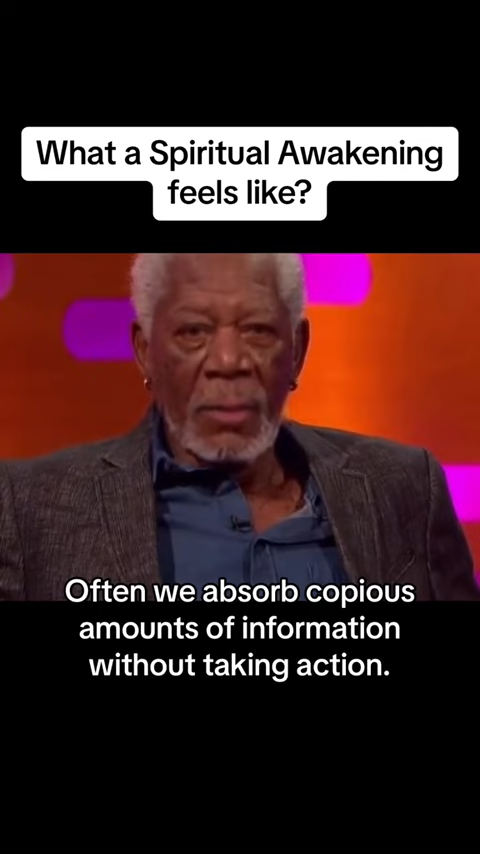 What a Spiritual Awakening
feels like?
Often we absorb copious
amounts of information
without taking action.